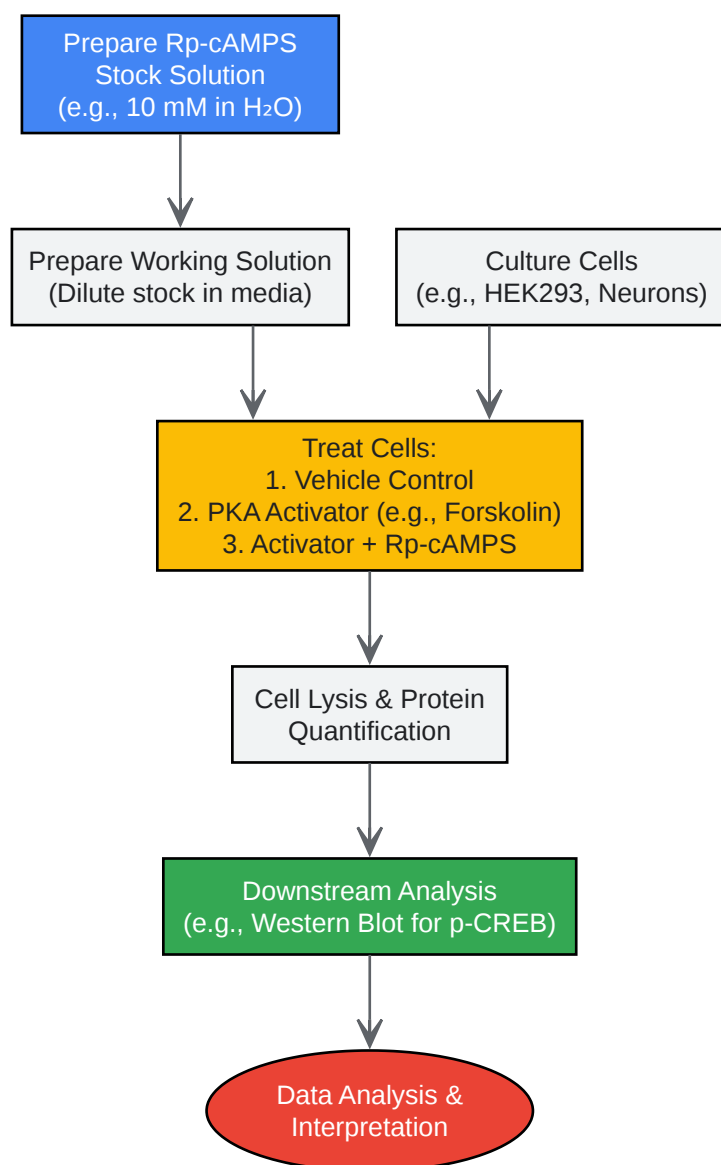 Prepare Rp-cAMPS
Stock Solution
(e.g., 10 mM in H₂O)
Prepare Working Solution
(Dilute stock in media)
Culture Cells
(e.g., HEK293, Neurons)
Treat Cells:
1. Vehicle Control
2. PKA Activator (e.g., Forskolin)
3. Activator + Rp-cAMPS
Cell Lysis & Protein
Quantification
Downstream Analysis
(e.g., Western Blot for p-CREB)
Data Analysis &
Interpretation